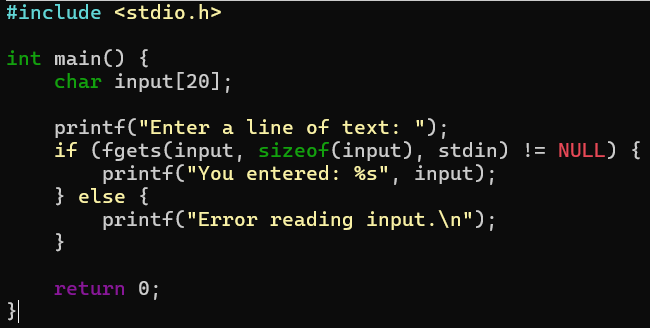 #include <stdio.h>
int main() {
    char input[20];
    printf("Enter a line of text: ");
    if (fgets(input, sizeof(input), stdin) != NULL) {
        printf("You entered: %s", input);
    } else {
        printf("Error reading input.\n");
    }
    return 0;
}